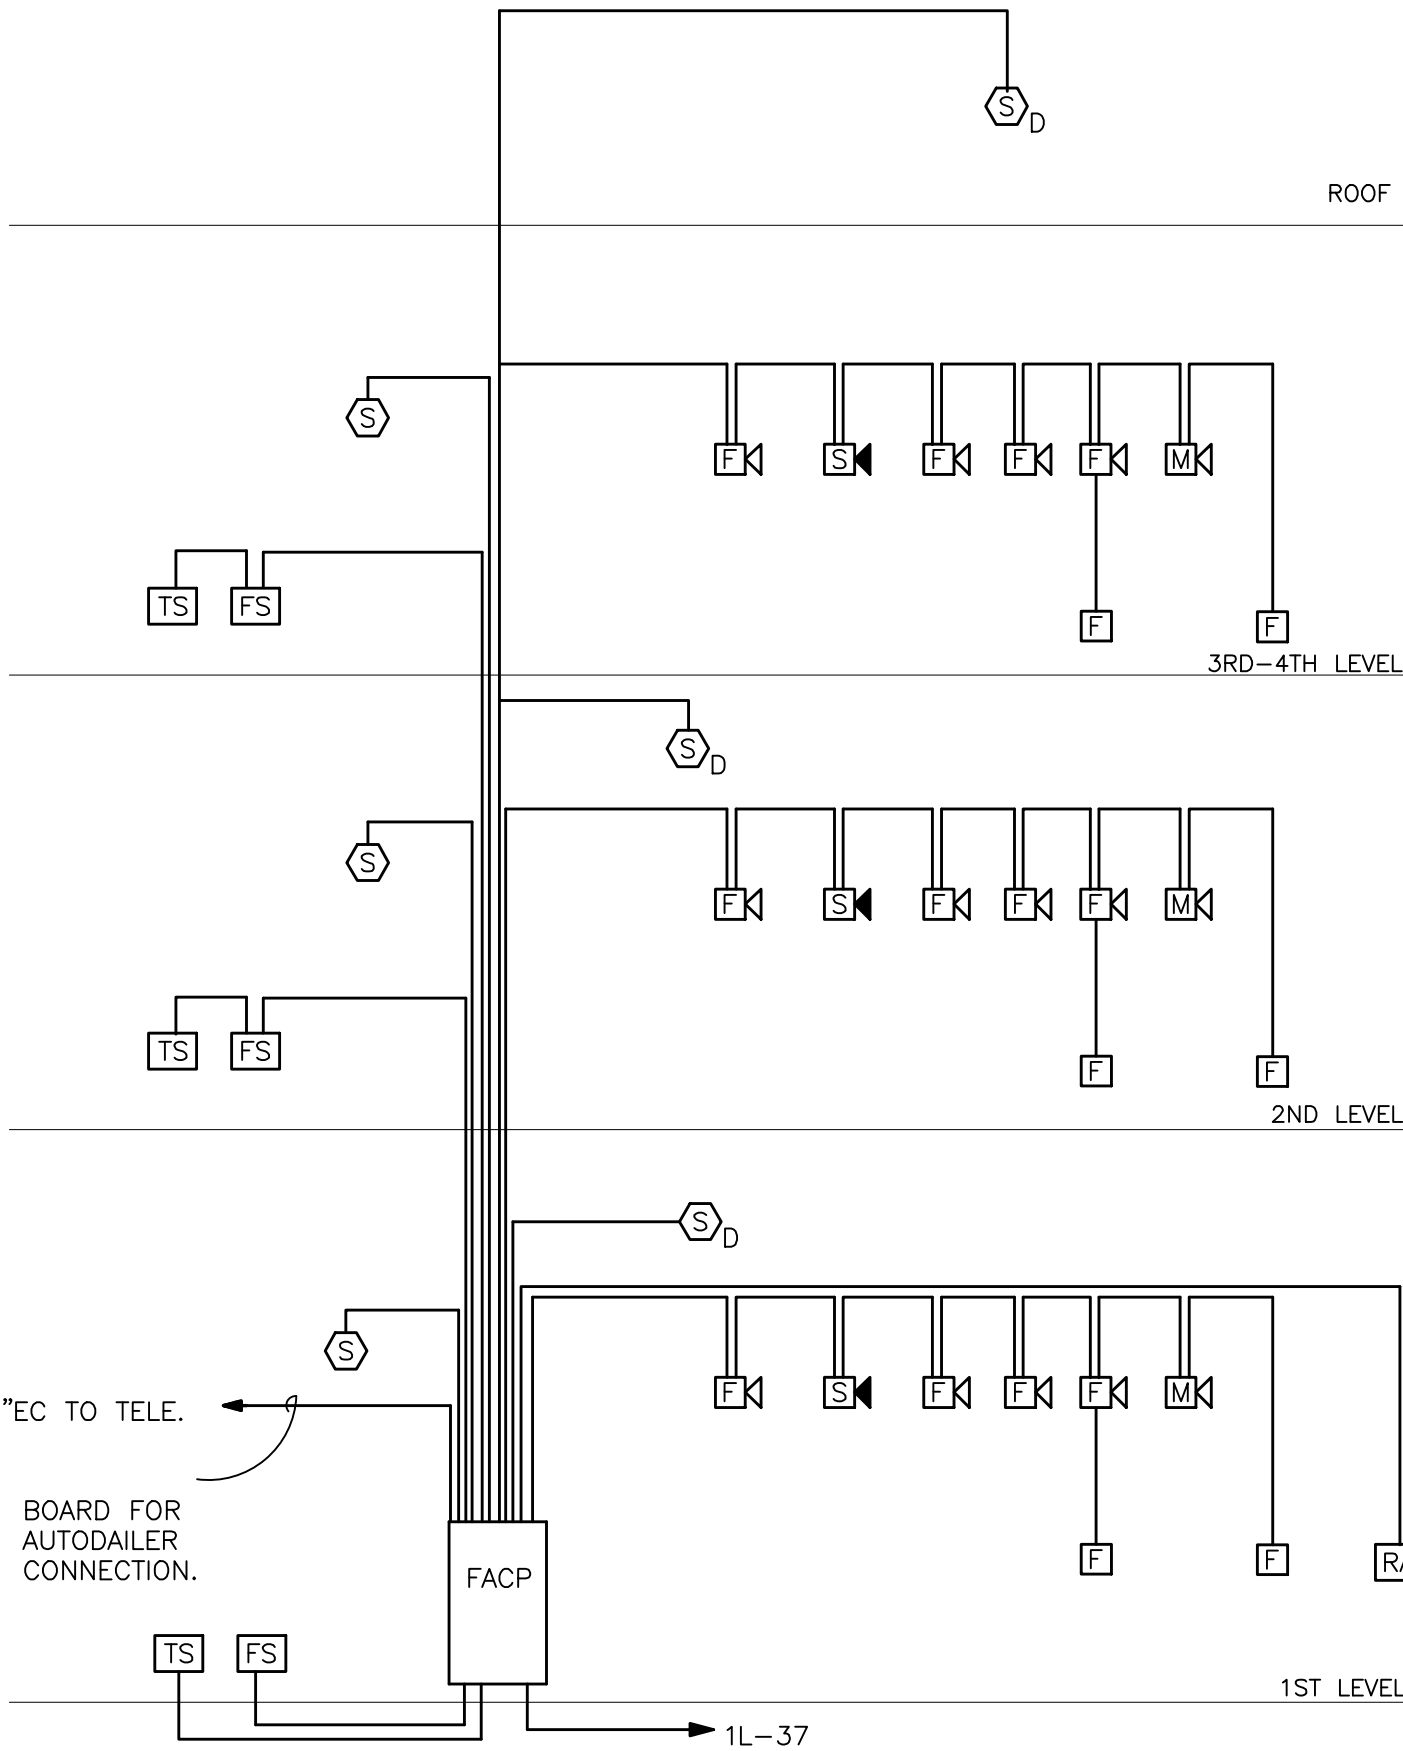 S D
ROOF
S
F S F F F M
TS FS
F F
3RD-4TH LEVEL
S D
S
F S F F F M
TS FS
F F
2ND LEVEL
S D
S
F S F F F M
"EC TO TELE.
BOARD FOR
AUTODAILER
CONNECTION.
FACP
F F
TS FS
1ST LEVEL
1L-37